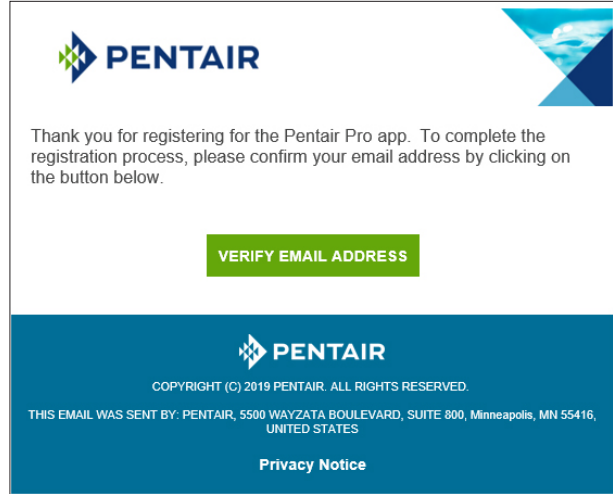 PENTAIR
Thank you for registering for the Pentair Pro app.  To complete the
registration process, please confirm your email address by clicking on
the button below.
VERIFY EMAIL ADDRESS
PENTAIR
COPYRIGHT (C) 2019 PENTAIR. ALL RIGHTS RESERVED.
THIS EMAIL WAS SENT BY: PENTAIR, 5500 WAYZATA BOULEVARD, SUITE 800, Minneapolis, MN 55416,
UNITED STATES
Privacy Notice